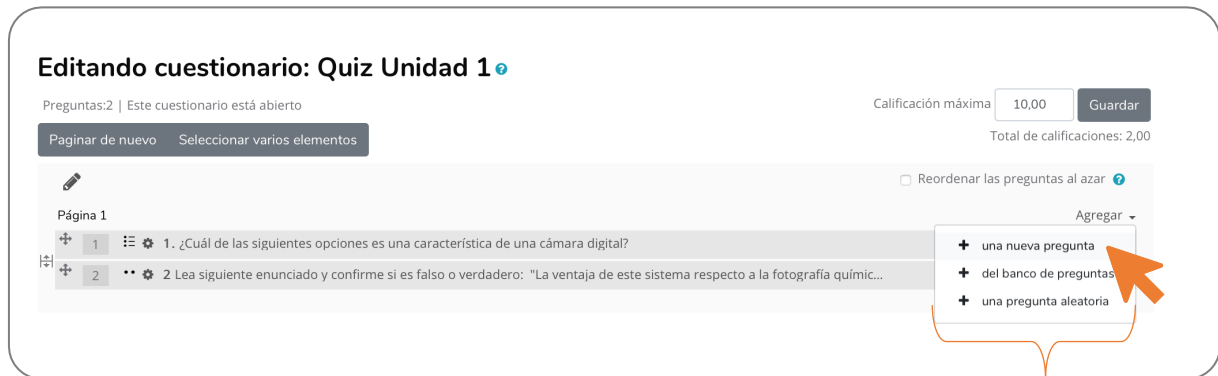 Editando cuestionario: Quiz Unidad 1
Preguntas:2 | Este cuestionario está abierto
Calificación máxima 10,00 Guardar
Paginar de nuevo Seleccionar varios elementos
Total de calificaciones: 2,00
Reordenar las preguntas al azar
Página 1
Agregar
1 1. ¿Cuál de las siguientes opciones es una característica de una cámara digital?
2 2 Lea siguiente enunciado y confirme si es falso o verdadero: "La ventaja de este sistema respecto a la fotografía químic...
+ una nueva pregunta
+ del banco de preguntas
+ una pregunta aleatoria